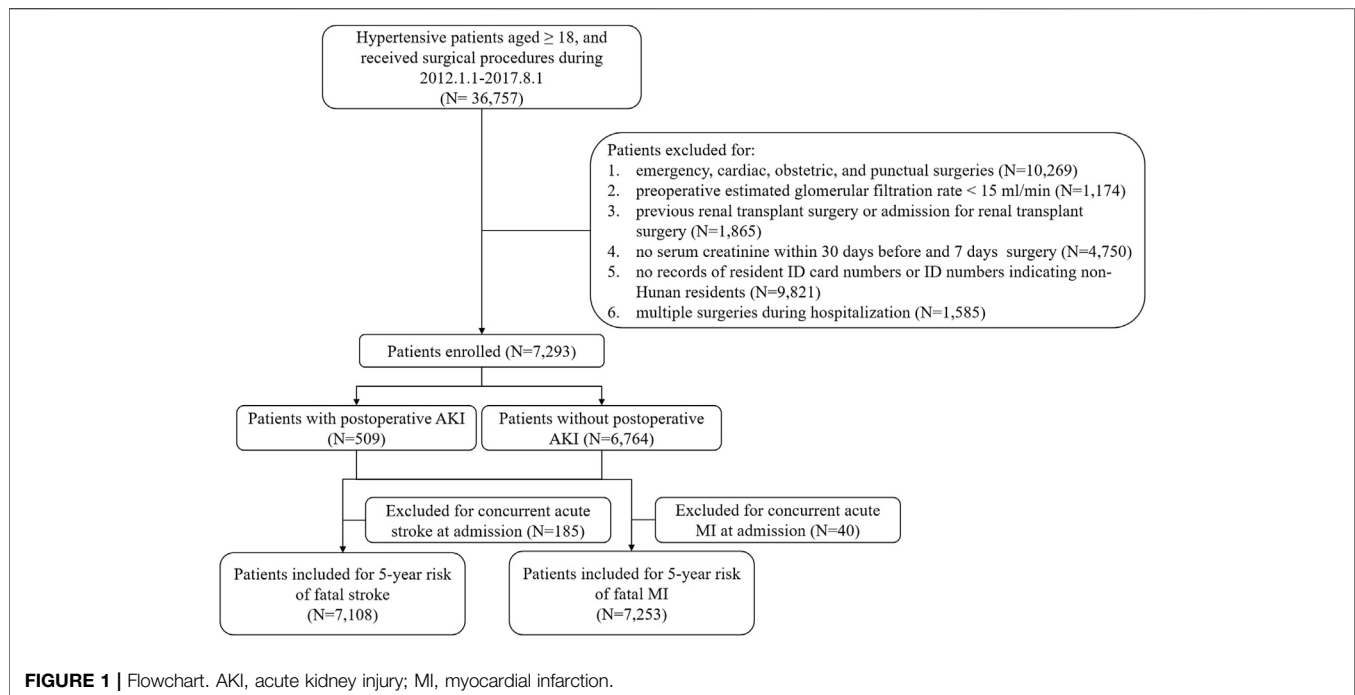 Hypertensive patients aged ≥ 18, and
received surgical procedures during
2012.1.1-2017.8.1
(N= 36,757)
Patients excluded for:
1. emergency, cardiac, obstetric, and punctual surgeries (N=10,269)
2. preoperative estimated glomerular filtration rate < 15 ml/min (N=1,174)
3. previous renal transplant surgery or admission for renal transplant
surgery (N=1,865)
4. no serum creatinine within 30 days before and 7 days surgery (N=4,750)
5. no records of resident ID card numbers or ID numbers indicating non-
Hunan residents (N=9,821)
6. multiple surgeries during hospitalization (N=1,585)
Patients enrolled (N=7,293)
Patients with postoperative AKI
(N=509)
Patients without postoperative
AKI (N=6,764)
Excluded for concurrent acute
stroke at admission (N=185)
Excluded for concurrent acute
MI at admission (N=40)
Patients included for 5-year risk
of fatal stroke
(N=7,108)
Patients included for 5-year risk
of fatal MI
(N=7,253)
FIGURE 1 | Flowchart. AKI, acute kidney injury; MI, myocardial infarction.